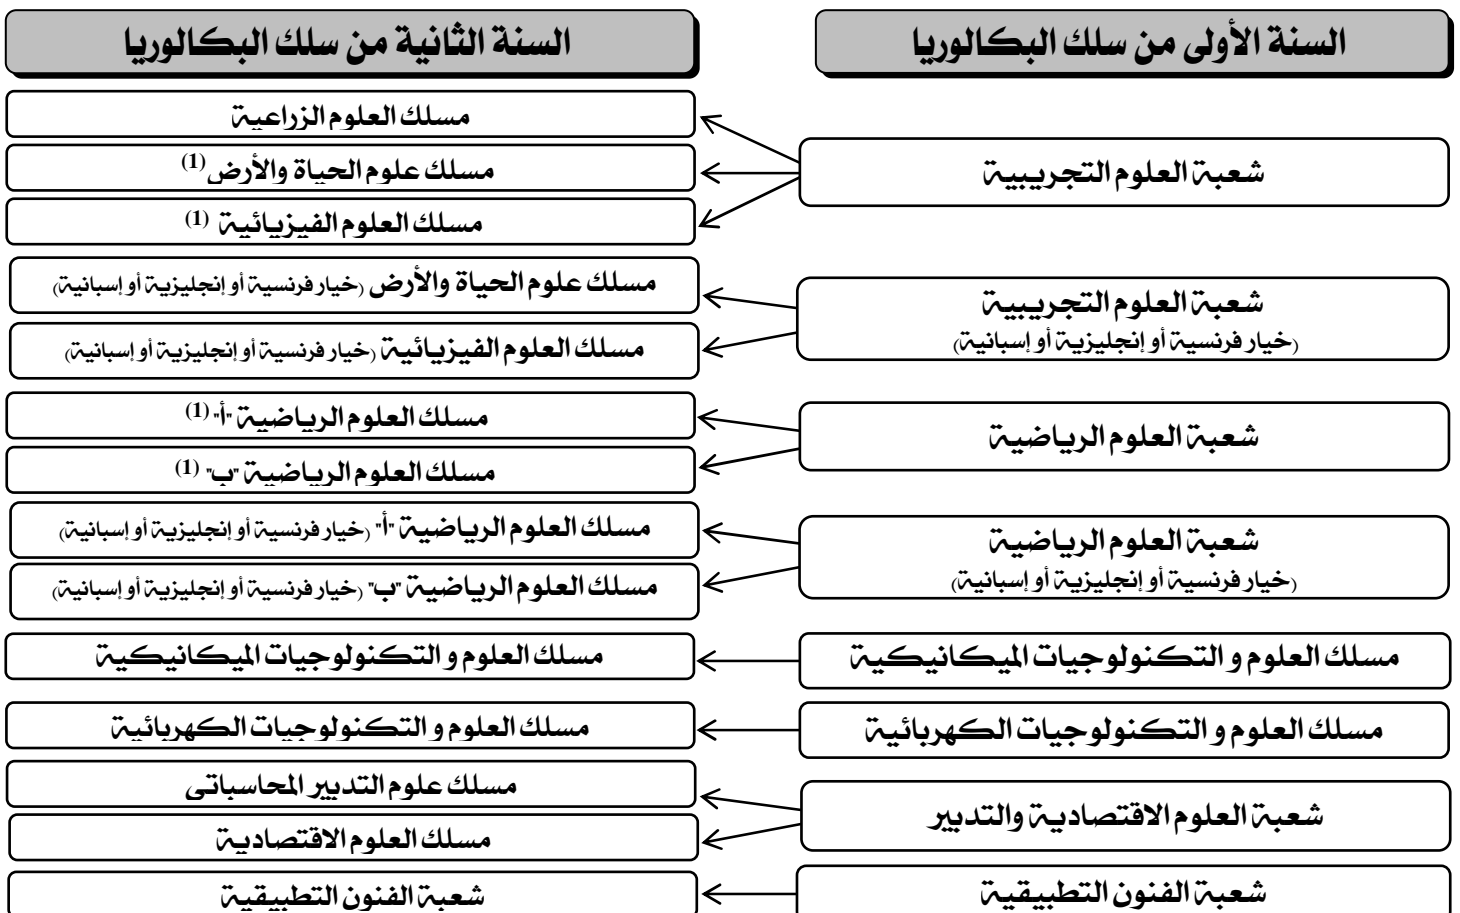 السنة الأولى من سلك البكالوريا
السنة الثانية من سلك البكالوريا
شعبة العلوم التجريبية
مسلك العلوم الزراعية
مسلك علوم الحياة والأرض (1)
مسلك العلوم الفيزيائية (1)
شعبة العلوم التجريبية
(خيار فرنسية أو إنجليزية أو إسبانية)
مسلك علوم الحياة والأرض (خيار فرنسية أو إنجليزية أو إسبانية)
مسلك العلوم الفيزيائية (خيار فرنسية أو إنجليزية أو إسبانية)
شعبة العلوم الرياضية
مسلك العلوم الرياضية "أ" (1)
مسلك العلوم الرياضية "ب" (1)
شعبة العلوم الرياضية
(خيار فرنسية أو إنجليزية أو إسبانية)
مسلك العلوم الرياضية "أ" (خيار فرنسية أو إنجليزية أو إسبانية)
مسلك العلوم الرياضية "ب" (خيار فرنسية أو إنجليزية أو إسبانية)
مسلك العلوم و التكنولوجيات الميكانيكية
مسلك العلوم و التكنولوجيات الميكانيكية
مسلك العلوم و التكنولوجيات الكهربائية
مسلك العلوم و التكنولوجيات الكهربائية
شعبة العلوم الاقتصادية والتدبير
مسلك علوم التدبير المحاسباتي
مسلك العلوم الاقتصادية
شعبة الفنون التطبيقية
شعبة الفنون التطبيقية